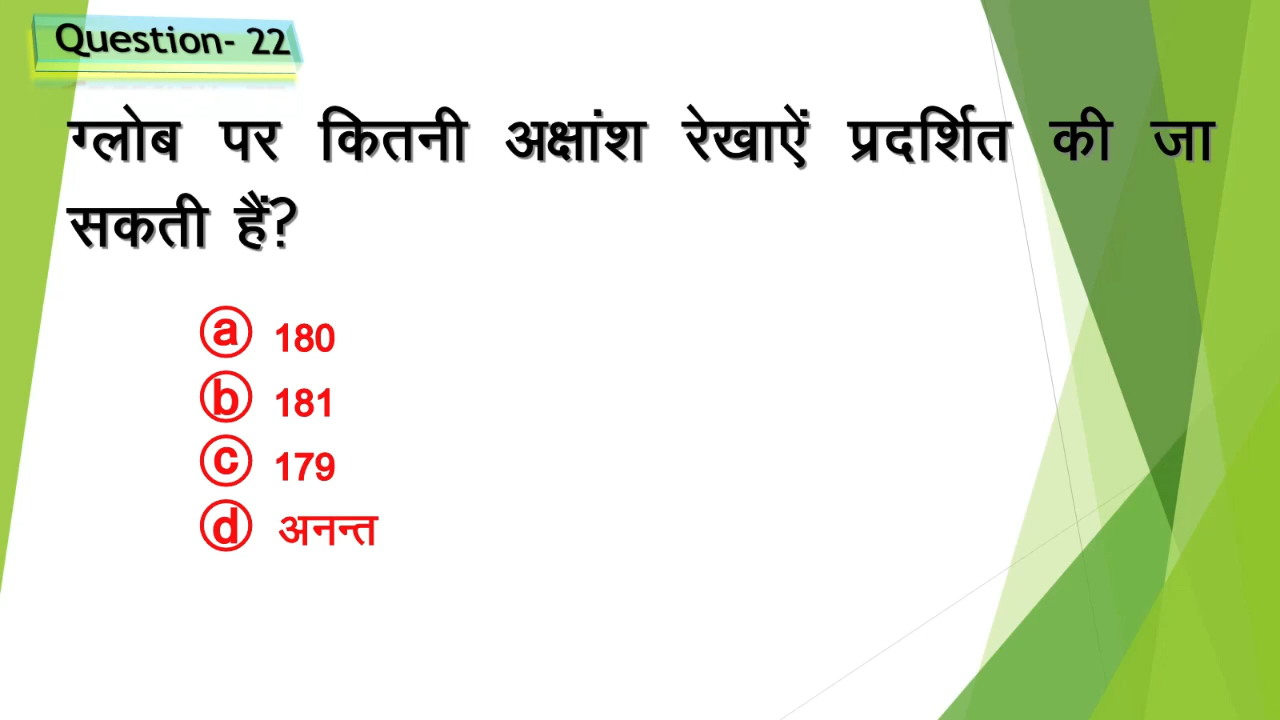 Question- 22
ग्लोब पर कितनी अक्षांश रेखाऐं प्रदर्शित की जा
सकती हैं?
ⓐ 180
ⓑ 181
ⓒ 179
ⓓ अनन्त